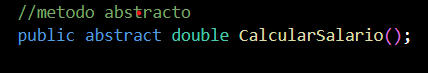 //metodo abstracto
public abstract double CalcularSalario();